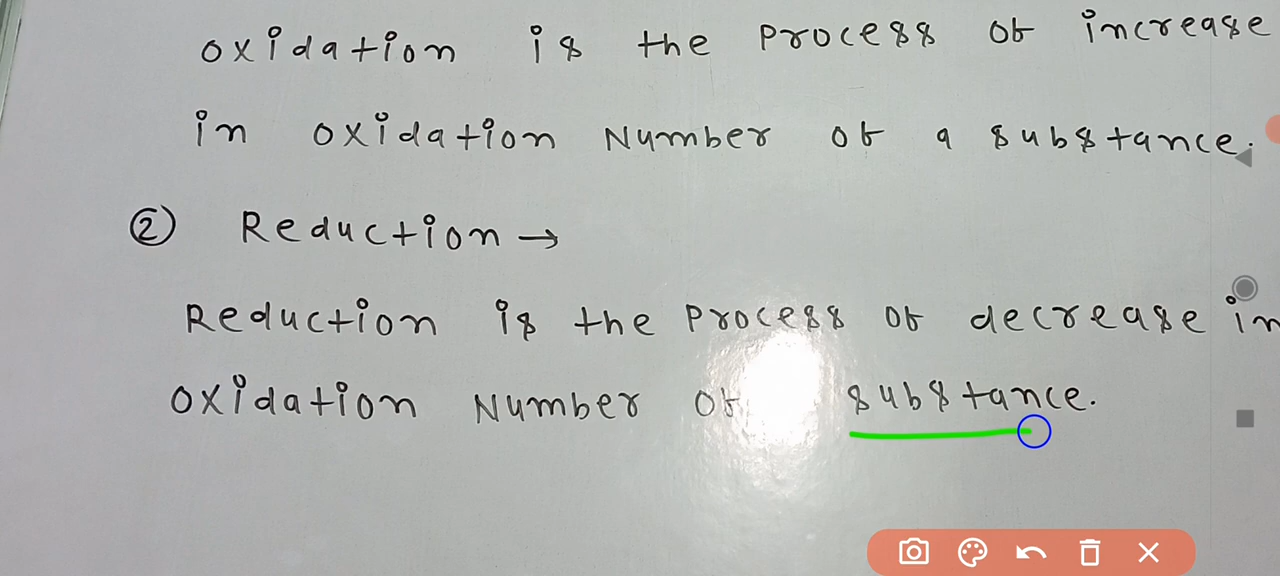 oxidation is the process of increase
in oxidation Number of a substance.
② Reduction →
Reduction is the process of decrease in
oxidation Number of substance.